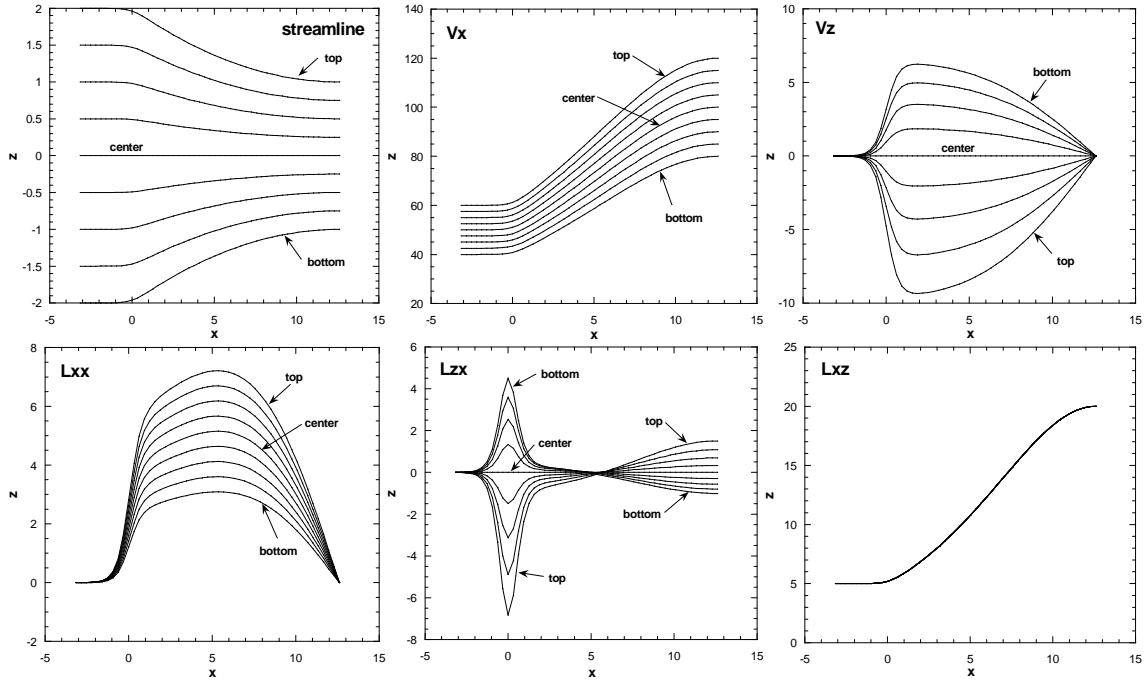 streamline
2
1.5
1
0.5
0
-0.5
-1
-1.5
-2
z
top
center
bottom
-5 0 5 10 15
x
Vx
140
120
100
80
60
40
20
z
top
center
bottom
-5 0 5 10 15
x
Vz
10
5
0
-5
-10
z
bottom
center
top
-5 0 5 10 15
x
Lxx
8
6
4
2
0
-2
z
top
center
bottom
-5 0 5 10 15
x
Lzx
6
4
2
0
-2
-4
-6
-8
z
bottom
center
top
bottom
top
-5 0 5 10 15
x
Lxz
25
20
15
10
5
0
z
-5 0 5 10 15
x